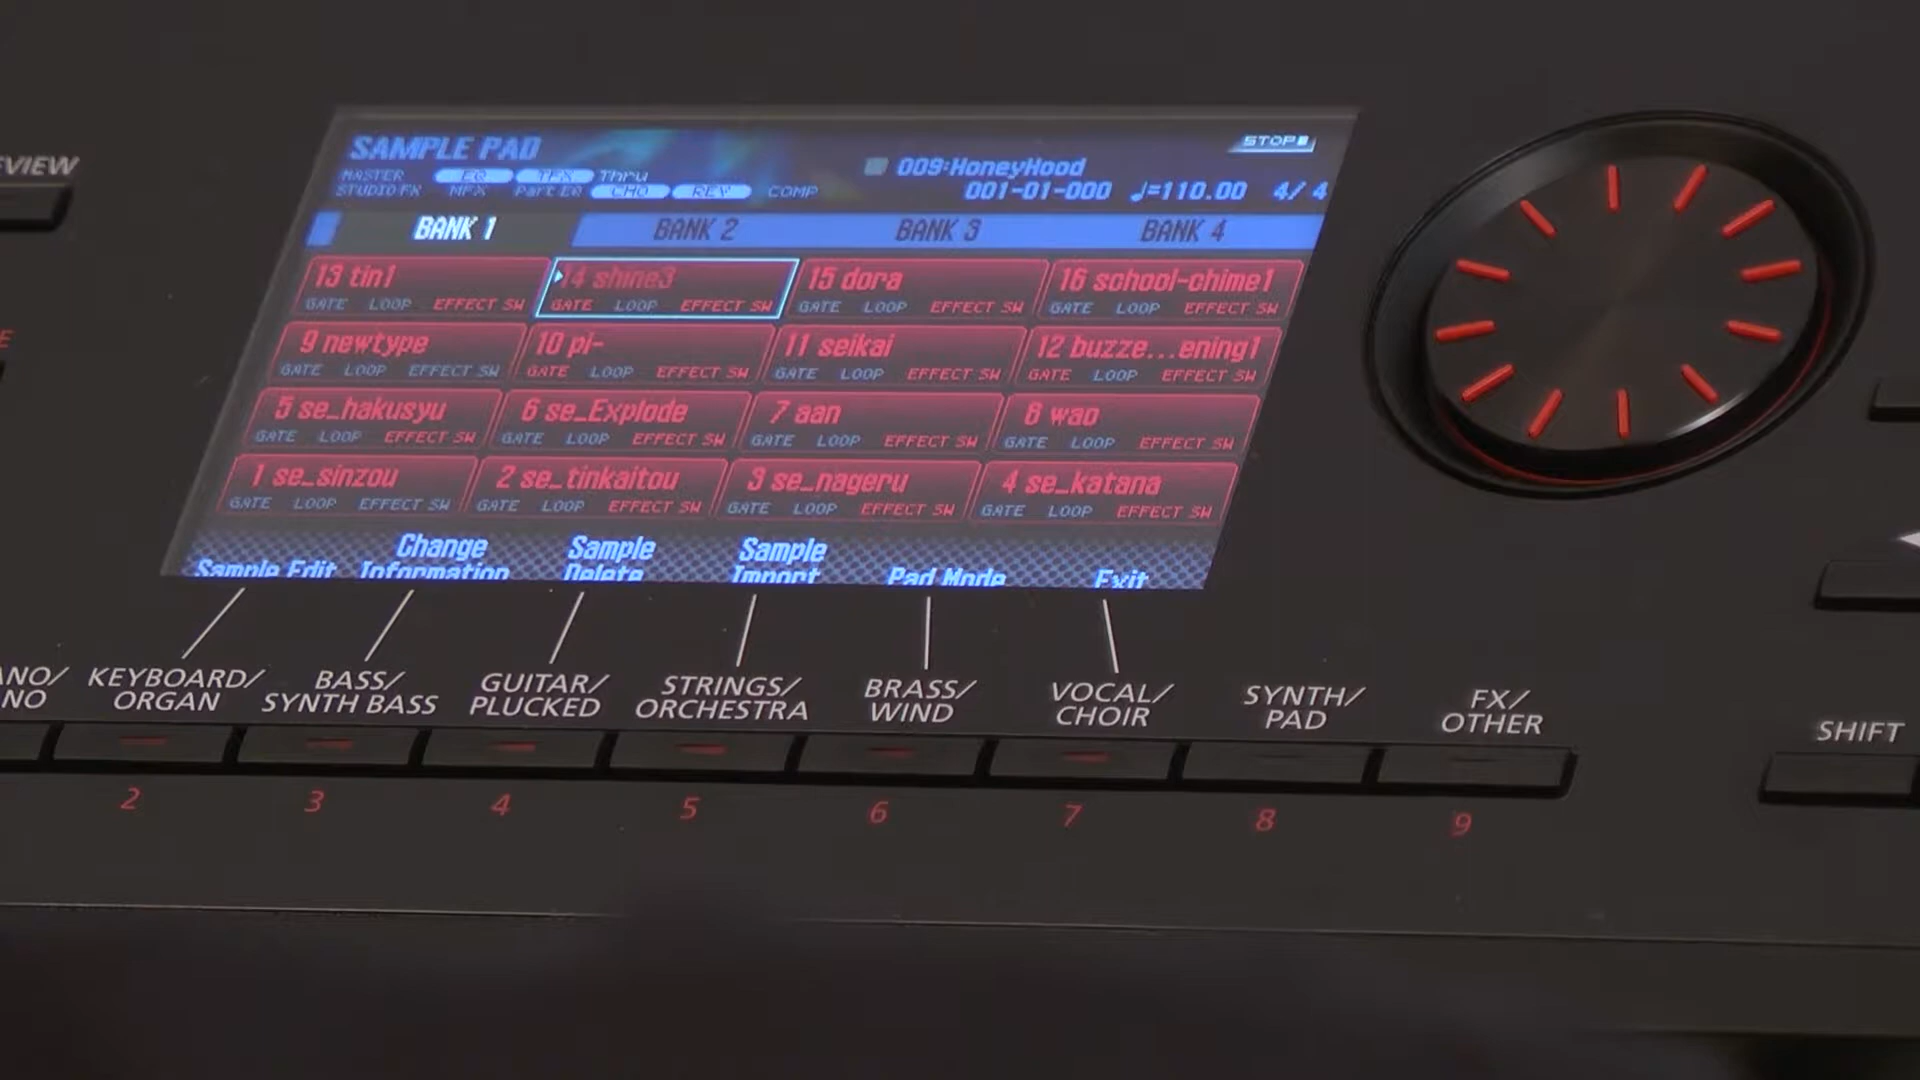 SAMPLE PAD
STOP
MASTER EQ TFX Thru
009:HoneyHood
STUDIO FX MFX Part EQ CHO REV COMP
001-01-000 ♩=110.00 4/ 4
BANK 1 BANK 2 BANK 3 BANK 4
13 tin1 14 shine3 15 dora 16 school-chime1
GATE LOOP EFFECT SW GATE LOOP EFFECT SW GATE LOOP EFFECT SW GATE LOOP EFFECT SW
9 newtype 10 pi- 11 seikai 12 buzze...ening1
GATE LOOP EFFECT SW GATE LOOP EFFECT SW GATE LOOP EFFECT SW GATE LOOP EFFECT SW
5 se_hakusyu 6 se_Explode 7 aan 8 wao
GATE LOOP EFFECT SW GATE LOOP EFFECT SW GATE LOOP EFFECT SW GATE LOOP EFFECT SW
1 se_sinzou 2 se_tinkaitou 3 se_nageru 4 se_katana
GATE LOOP EFFECT SW GATE LOOP EFFECT SW GATE LOOP EFFECT SW GATE LOOP EFFECT SW
Change Sample Sample
Sample Edit Information Delete Import Pad Mode Exit
EVIEW
E
ANO/ KEYBOARD/ BASS/ GUITAR/ STRINGS/ BRASS/ VOCAL/ SYNTH/ FX/
NO ORGAN SYNTH BASS PLUCKED ORCHESTRA WIND CHOIR PAD OTHER
SHIFT
2 3 4 5 6 7 8 9